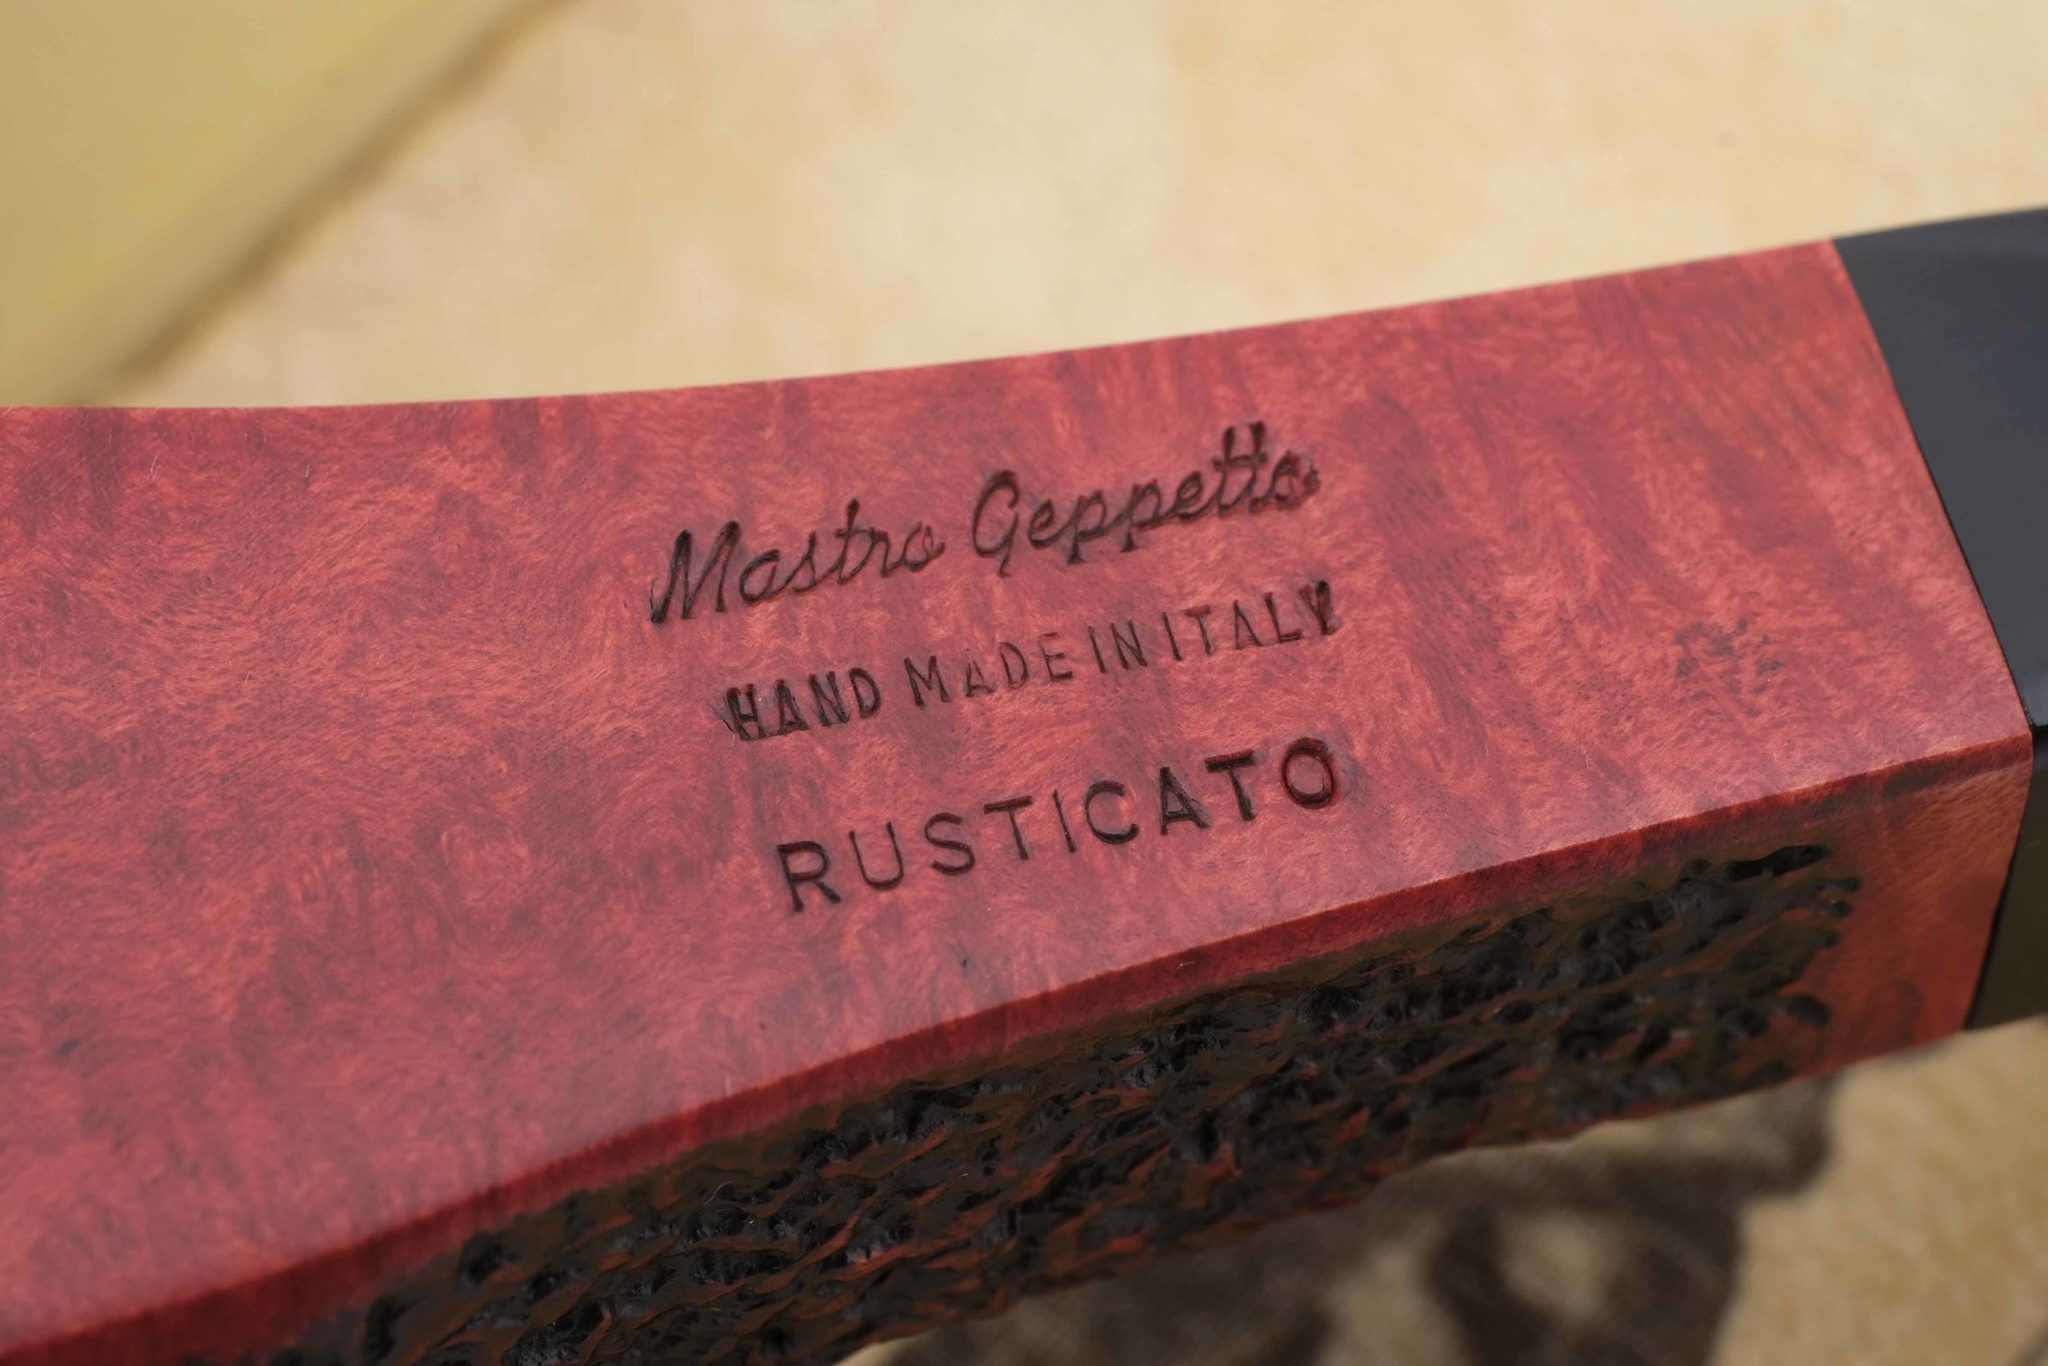 Mastro Geppetto
HAND MADE IN ITALY
RUSTICATO